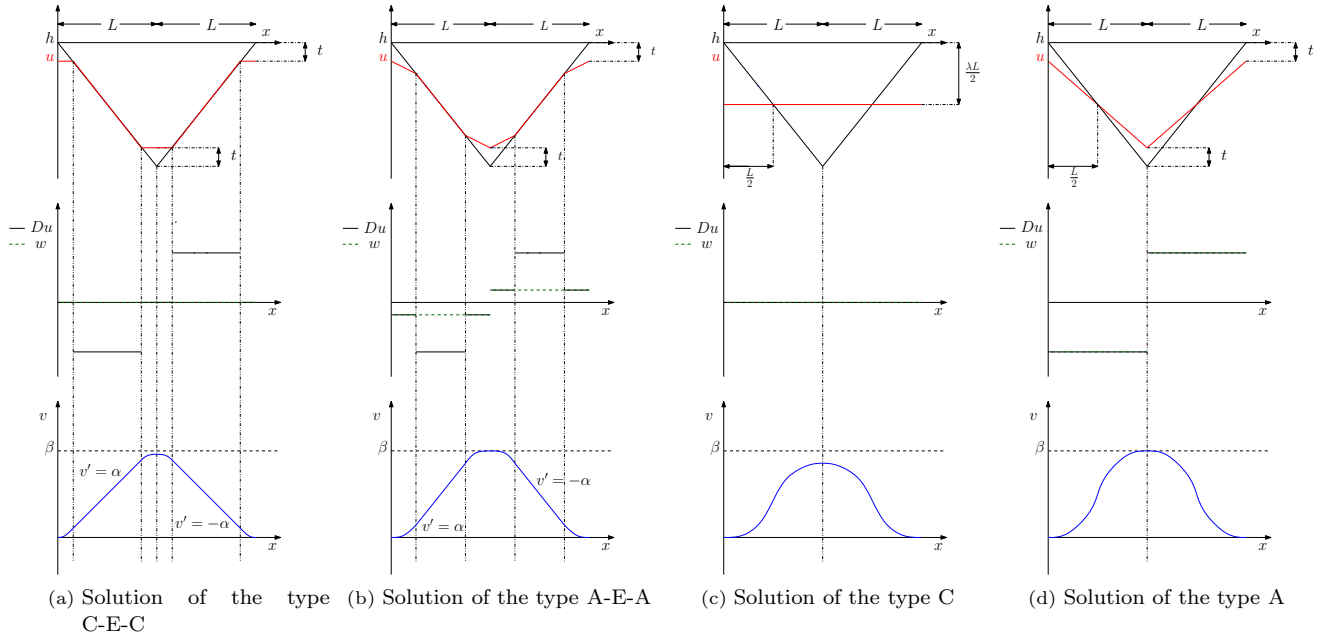 L L
h x
u t
t
Du
w
x
v
β
v′ = α
v′ = −α
x
(a) Solution of the type
C-E-C
L L
h x
u t
t
Du
w
x
v
β
v′ = −α
v′ = α
x
(b) Solution of the type A-E-A
L L
h x
u
λL/2
L/2
Du
w
x
v
β
x
(c) Solution of the type C
L L
h x
u t
t
L/2
Du
w
x
v
β
x
(d) Solution of the type A